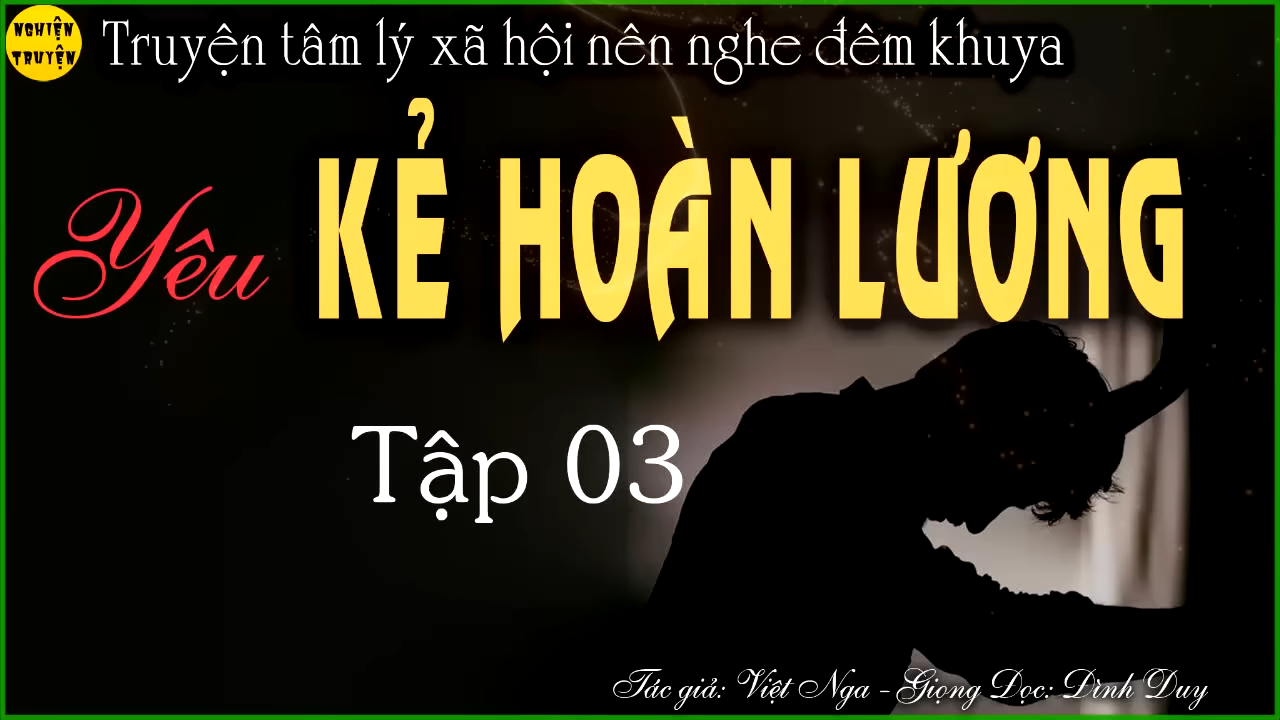 NGHIỆN
TRUYỆN
Truyện tâm lý xã hội nên nghe đêm khuya
Yêu KẺ HOÀN LƯƠNG
Tập 03
Tác giả: Việt Nga - Giọng Đọc: Đình Duy